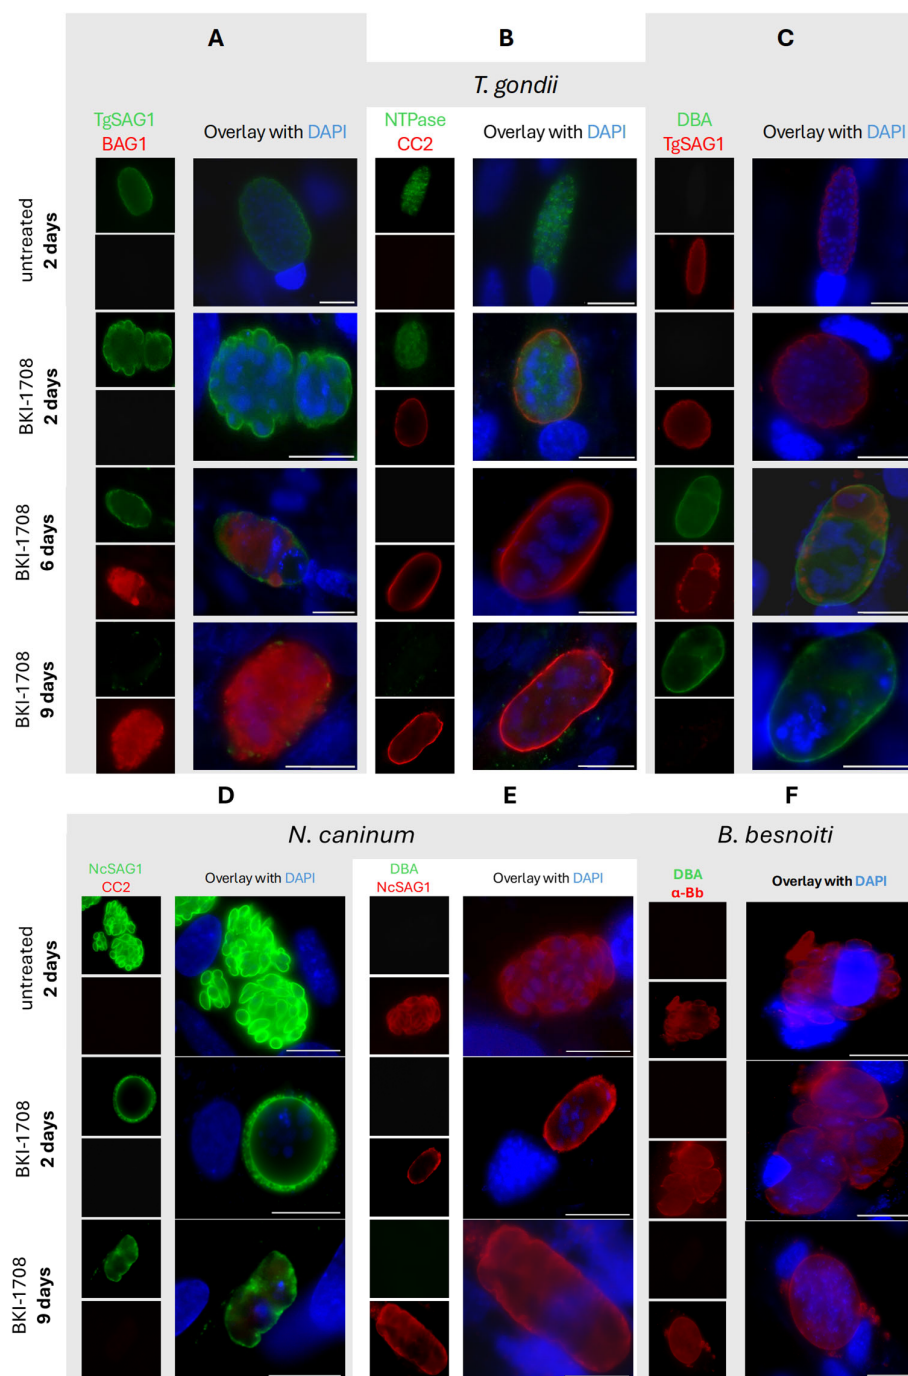 A
B
C
T. gondii
TgSAG1
BAG1
Overlay with DAPI
NTPase
CC2
Overlay with DAPI
DBA
TgSAG1
Overlay with DAPI
untreated
2 days
BKI-1708
2 days
BKI-1708
6 days
BKI-1708
9 days
D
E
F
N. caninum
B. besnoiti
NcSAG1
CC2
Overlay with DAPI
DBA
NcSAG1
Overlay with DAPI
DBA
α-Bb
Overlay with DAPI
untreated
2 days
BKI-1708
2 days
BKI-1708
9 days